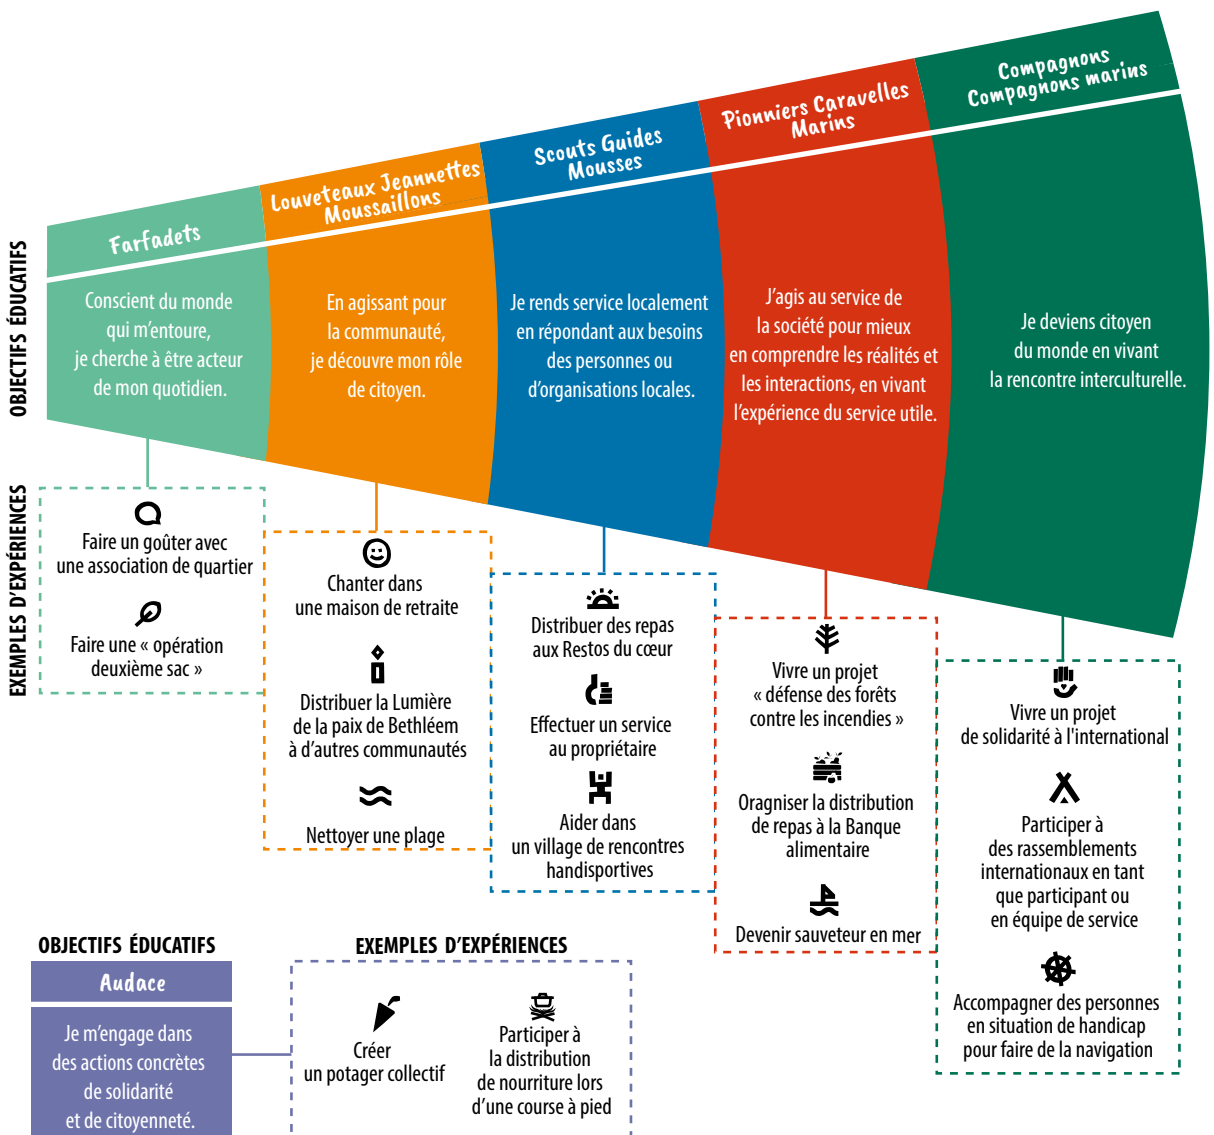 OBJECTIFS ÉDUCATIFS
Farfadets
Conscient du monde
qui m'entoure,
je cherche à être acteur
de mon quotidien.
Louveteaux Jeannettes
Moussaillons
En agissant pour
la communauté,
je découvre mon rôle
de citoyen.
Scouts Guides
Mousses
Je rends service localement
en répondant aux besoins
des personnes ou
d'organisations locales.
Pionniers Caravelles
Marins
J'agis au service de
la société pour mieux
en comprendre les réalités et
les interactions, en vivant
l'expérience du service utile.
Compagnons
Compagnons marins
Je deviens citoyen
du monde en vivant
la rencontre interculturelle.
EXEMPLES D'EXPÉRIENCES
Faire un goûter avec
une association de quartier
Faire une « opération
deuxième sac »
Chanter dans
une maison de retraite
Distribuer la Lumière
de la paix de Bethléem
à d'autres communautés
Nettoyer une plage
Distribuer des repas
aux Restos du cœur
Effectuer un service
au propriétaire
Aider dans
un village de rencontres
handisportives
Vivre un projet
« défense des forêts
contre les incendies »
Oragniser la distribution
de repas à la Banque
alimentaire
Devenir sauveteur en mer
Vivre un projet
de solidarité à l'international
Participer à
des rassemblements
internationaux en tant
que participant ou
en équipe de service
Accompagner des personnes
en situation de handicap
pour faire de la navigation
OBJECTIFS ÉDUCATIFS
Audace
Je m'engage dans
des actions concrètes
de solidarité
et de citoyenneté.
EXEMPLES D'EXPÉRIENCES
Créer
un potager collectif
Participer à
la distribution
de nourriture lors
d'une course à pied